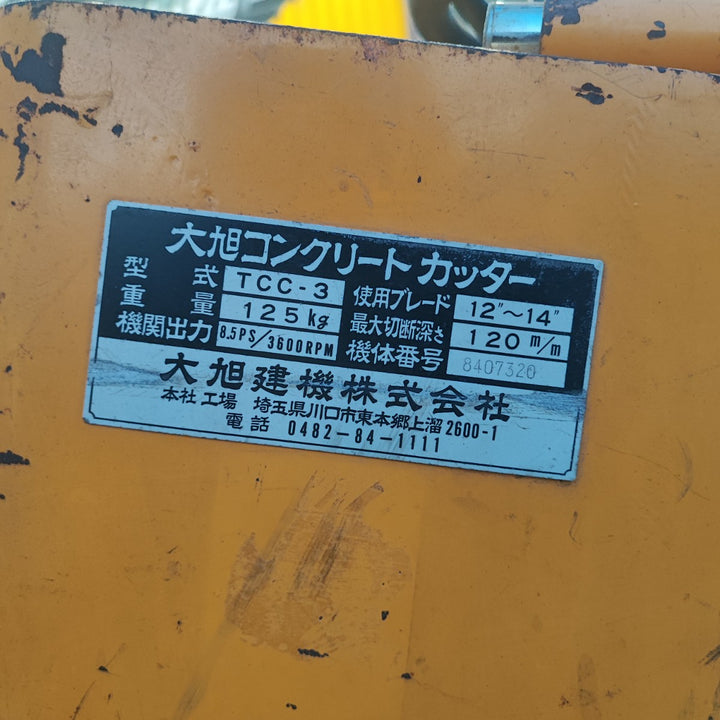 大旭コンクリートカッター
型式 TCC-3 使用ブレード 12"～14"
重量 125kg 最大切断深さ 120m/m
機関出力 8.5PS/3600RPM 機体番号 8407320
大旭建機株式会社
本社工場 埼玉県川口市東本郷上溜2600-1
電話 0482-84-1111